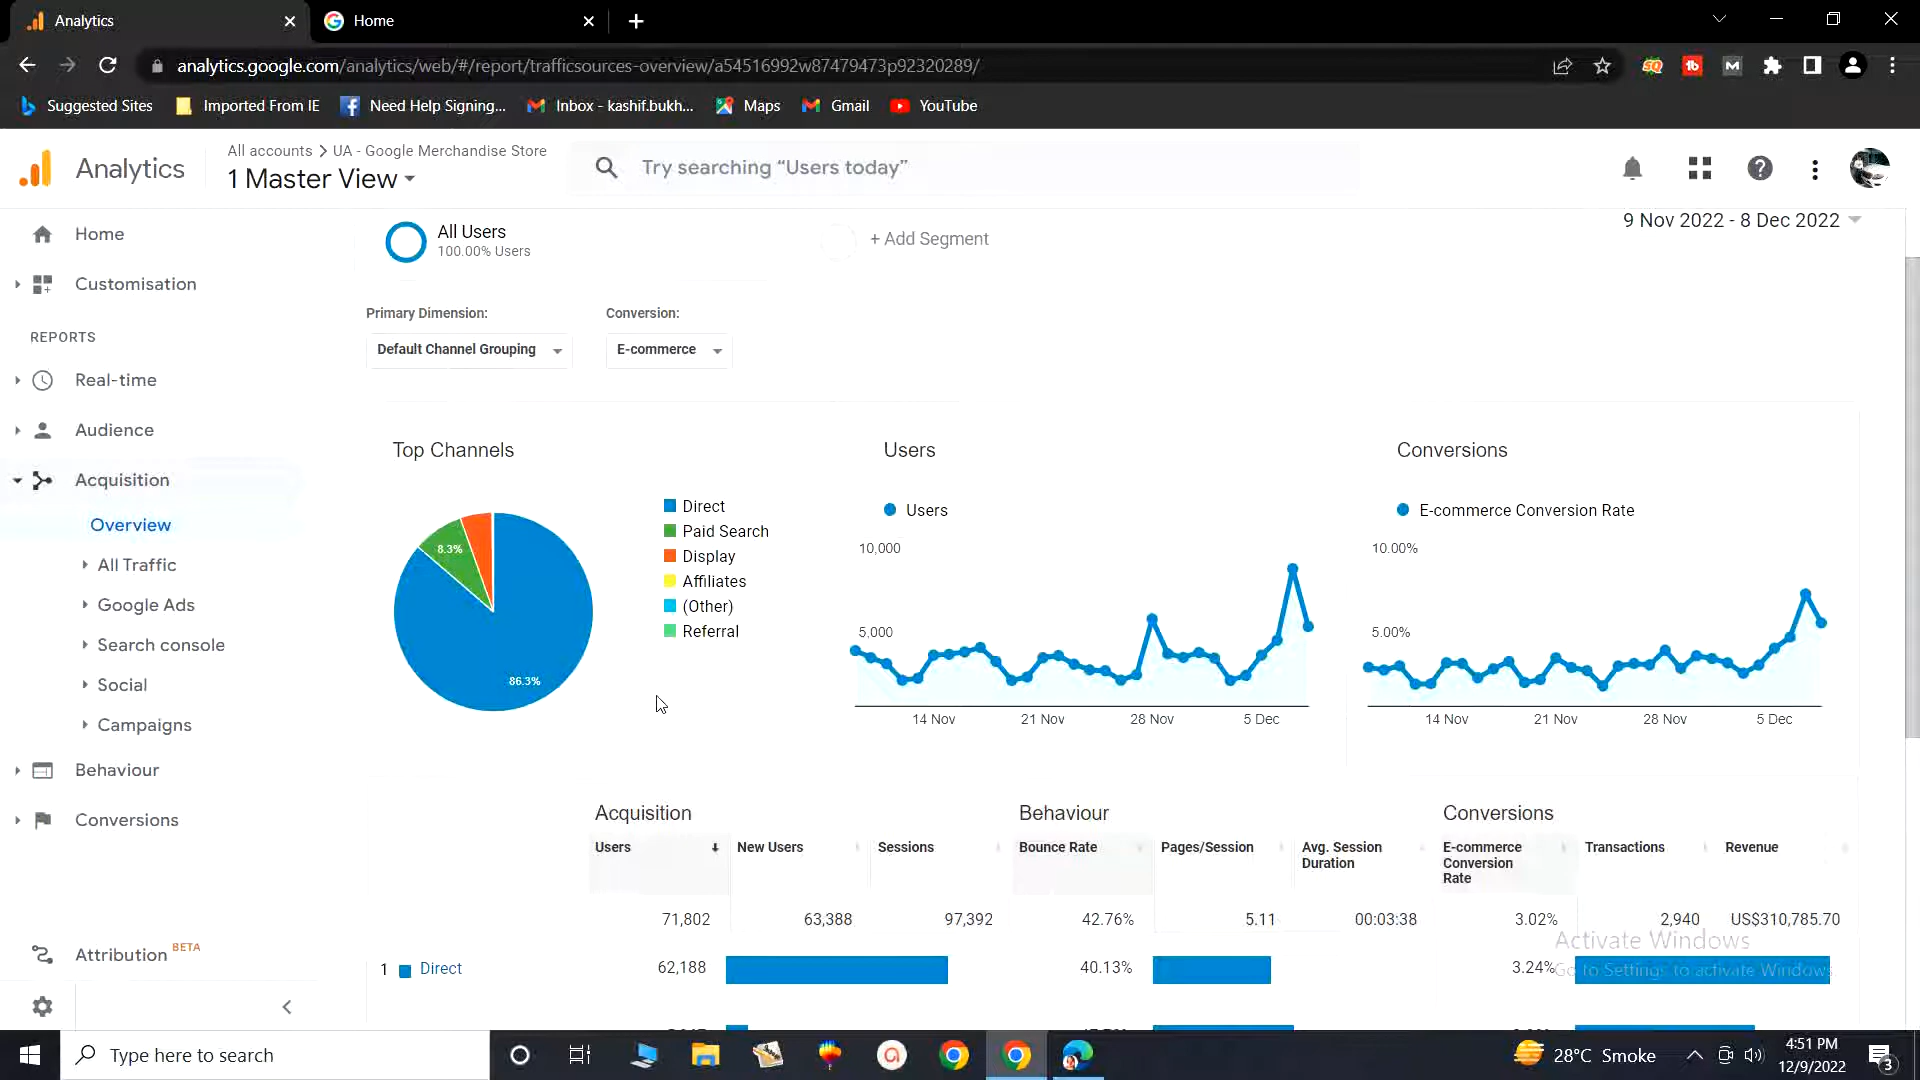 Analytics
Home
analytics.google.com/analytics/web/#/report/trafficsources-overview/a54516992w87479473p92320289/
Suggested Sites
Imported From IE
Need Help Signing...
Inbox - kashif.bukh...
Maps
Gmail
YouTube
Analytics
All accounts > UA - Google Merchandise Store
1 Master View
Try searching “Users today”
Home
Customisation
REPORTS
Real-time
Audience
Acquisition
Overview
All Traffic
Google Ads
Search console
Social
Campaigns
Behaviour
Conversions
Attribution BETA
All Users
100.00% Users
+ Add Segment
9 Nov 2022 - 8 Dec 2022
Primary Dimension:
Conversion:
Default Channel Grouping
E-commerce
Top Channels
8.3%
86.3%
Direct
Paid Search
Display
Affiliates
(Other)
Referral
Users
Users
10,000
5,000
14 Nov
21 Nov
28 Nov
5 Dec
Conversions
E-commerce Conversion Rate
10.00%
5.00%
14 Nov
21 Nov
28 Nov
5 Dec
Acquisition
Behaviour
Conversions
Users
New Users
Sessions
Bounce Rate
Pages/Session
Avg. Session
Duration
E-commerce
Conversion
Rate
Transactions
Revenue
71,802
63,388
97,392
42.76%
5.11
00:03:38
3.02%
2,940
US$310,785.70
1 Direct
62,188
40.13%
3.24%
Activate Windows
Go to Settings to activate Windows.
Type here to search
28°C Smoke
4:51 PM
12/9/2022
3